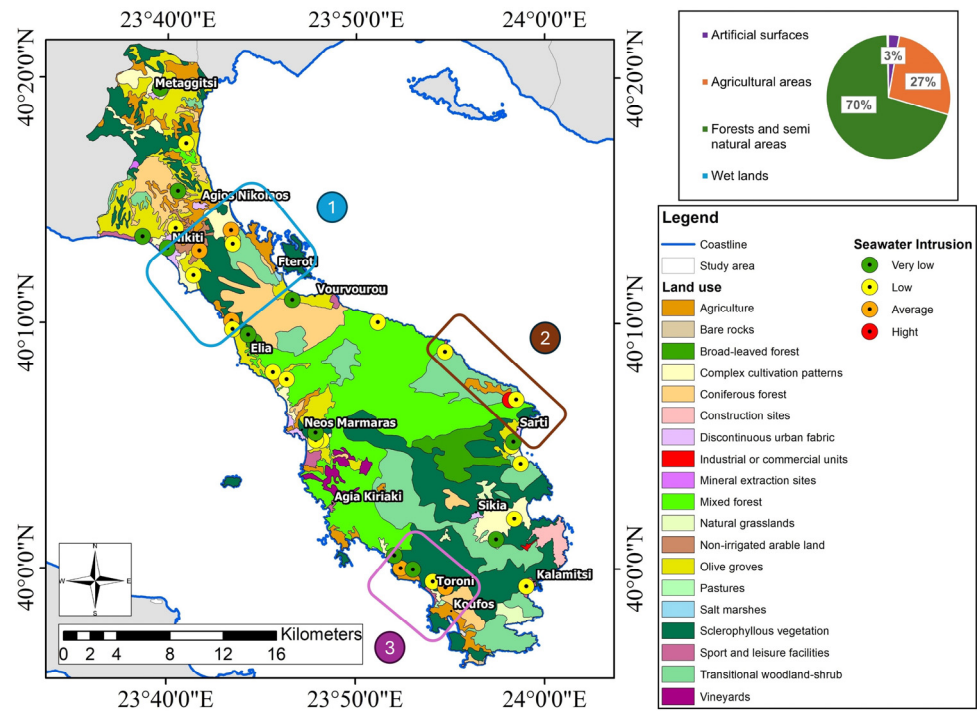 23°40'0"E
23°50'0"E
24°0'0"E
40°20'0"N
40°20'0"N
40°10'0"N
40°10'0"N
40°0'0"N
40°0'0"N
Metaggitsi
Agios Nikolaos
1
Nikiti
Fteroti
Vourvourou
2
Elia
Sarti
Neos Marmaras
Agia Kiriaki
Sikia
Toroni
Kalamitsi
Koufos
3
N
W
E
S
Kilometers
0 2 4 8 12 16
23°40'0"E
23°50'0"E
24°0'0"E
Artificial surfaces
Agricultural areas
Forests and semi
natural areas
Wet lands
3%
27%
70%
Legend
Coastline
Study area
Land use
Agriculture
Bare rocks
Broad-leaved forest
Complex cultivation patterns
Coniferous forest
Construction sites
Discontinuous urban fabric
Industrial or commercial units
Mineral extraction sites
Mixed forest
Natural grasslands
Non-irrigated arable land
Olive groves
Pastures
Salt marshes
Sclerophyllous vegetation
Sport and leisure facilities
Transitional woodland-shrub
Vineyards
Seawater Intrusion
Very low
Low
Average
Hight